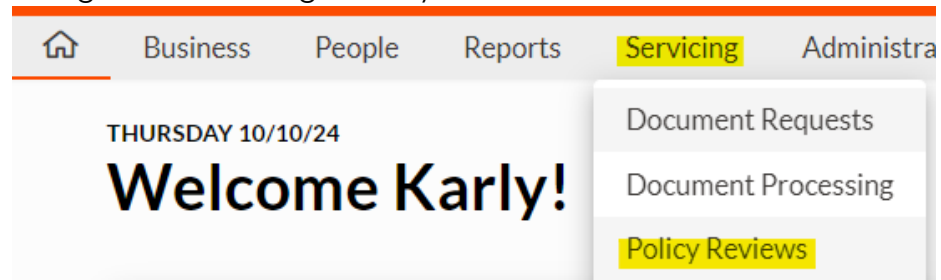 Business People Reports Servicing Administra
Document Requests
THURSDAY 10/10/24
Welcome Karly!
Document Processing
Policy Reviews